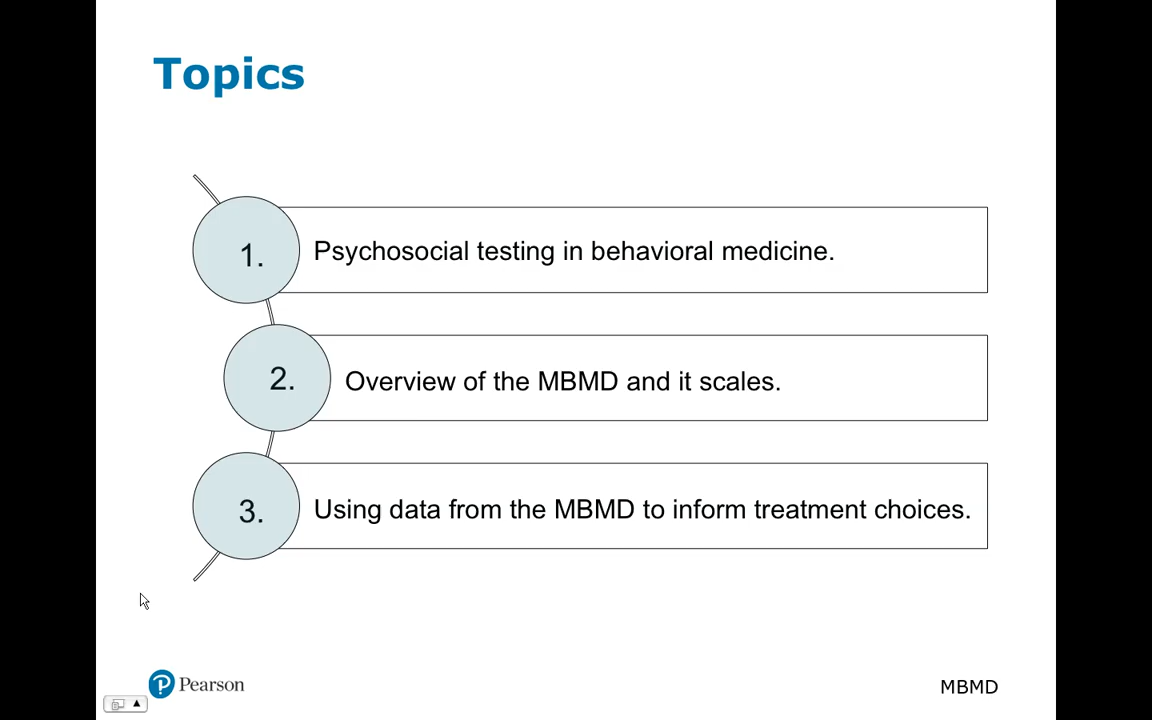 Topics
1.
Psychosocial testing in behavioral medicine.
2.
Overview of the MBMD and it scales.
3.
Using data from the MBMD to inform treatment choices.
Pearson
MBMD